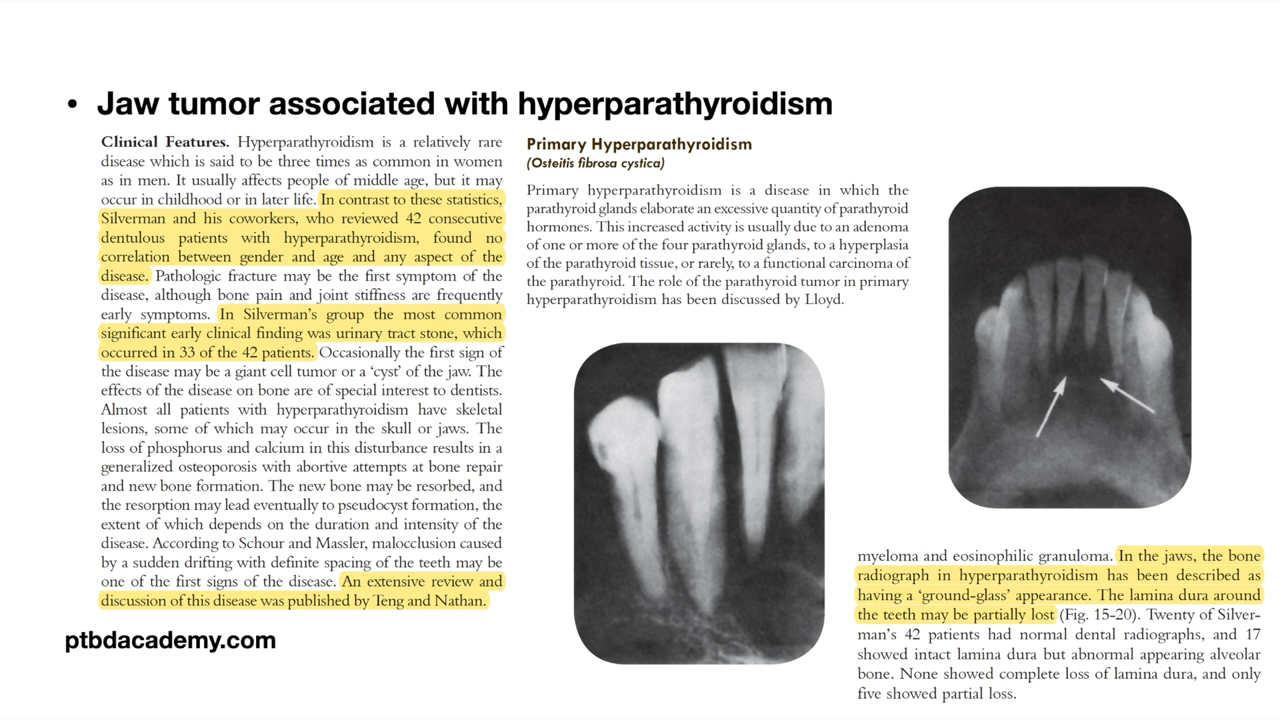 • Jaw tumor associated with hyperparathyroidism
Clinical Features. Hyperparathyroidism is a relatively rare
disease which is said to be three times as common in women
as in men. It usually affects people of middle age, but it may
occur in childhood or in later life. In contrast to these statistics,
Silverman and his coworkers, who reviewed 42 consecutive
dentulous patients with hyperparathyroidism, found no
correlation between gender and age and any aspect of the
disease. Pathologic fracture may be the first symptom of the
disease, although bone pain and joint stiffness are frequently
early symptoms. In Silverman's group the most common
significant early clinical finding was urinary tract stone, which
occurred in 33 of the 42 patients. Occasionally the first sign of
the disease may be a giant cell tumor or a 'cyst' of the jaw. The
effects of the disease on bone are of special interest to dentists.
Almost all patients with hyperparathyroidism have skeletal
lesions, some of which may occur in the skull or jaws. The
loss of phosphorus and calcium in this disturbance results in a
generalized osteoporosis with abortive attempts at bone repair
and new bone formation. The new bone may be resorbed, and
the resorption may lead eventually to pseudocyst formation, the
extent of which depends on the duration and intensity of the
disease. According to Schour and Massler, malocclusion caused
by a sudden drifting with definite spacing of the teeth may be
one of the first signs of the disease. An extensive review and
discussion of this disease was published by Teng and Nathan.
ptbdacademy.com
Primary Hyperparathyroidism
(Osteitis fibrosa cystica)
Primary hyperparathyroidism is a disease in which the
parathyroid glands elaborate an excessive quantity of parathyroid
hormones. This increased activity is usually due to an adenoma
of one or more of the four parathyroid glands, to a hyperplasia
of the parathyroid tissue, or rarely, to a functional carcinoma of
the parathyroid. The role of the parathyroid tumor in primary
hyperparathyroidism has been discussed by Lloyd.
myeloma and eosinophilic granuloma. In the jaws, the bone
radiograph in hyperparathyroidism has been described as
having a 'ground-glass' appearance. The lamina dura around
the teeth may be partially lost (Fig. 15-20). Twenty of Silver-
man's 42 patients had normal dental radiographs, and 17
showed intact lamina dura but abnormal appearing alveolar
bone. None showed complete loss of lamina dura, and only
five showed partial loss.